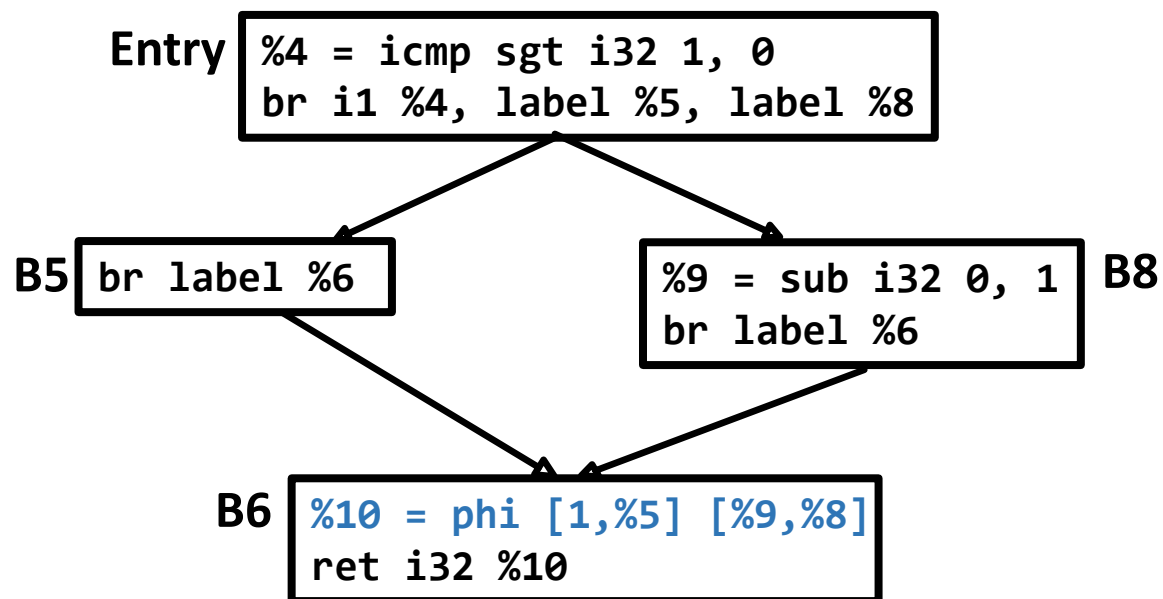 Entry
%4 = icmp sgt i32 1, 0
br i1 %4, label %5, label %8
B5
br label %6
%9 = sub i32 0, 1
br label %6
B8
B6
%10 = phi [1,%5] [%9,%8]
ret i32 %10